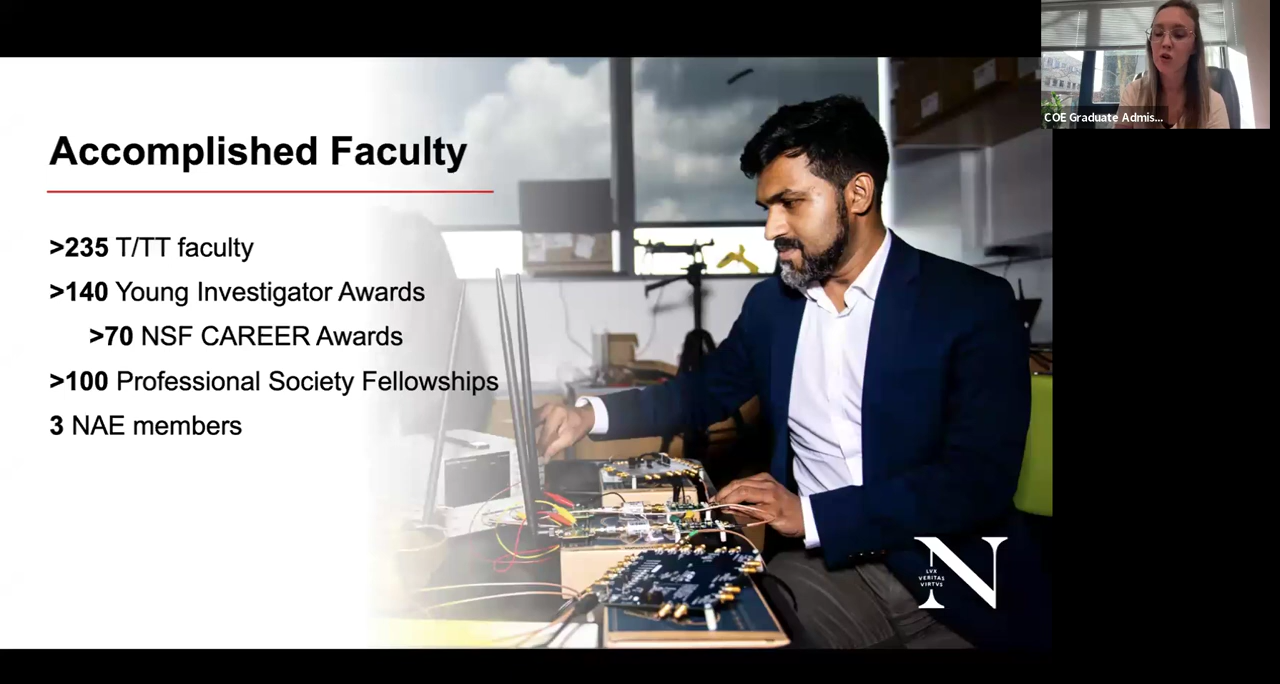 Accomplished Faculty
>235 T/TT faculty
>140 Young Investigator Awards
>70 NSF CAREER Awards
>100 Professional Society Fellowships
3 NAE members
COE Graduate Admis...
N
LVX
VERITAS
VIRTVS